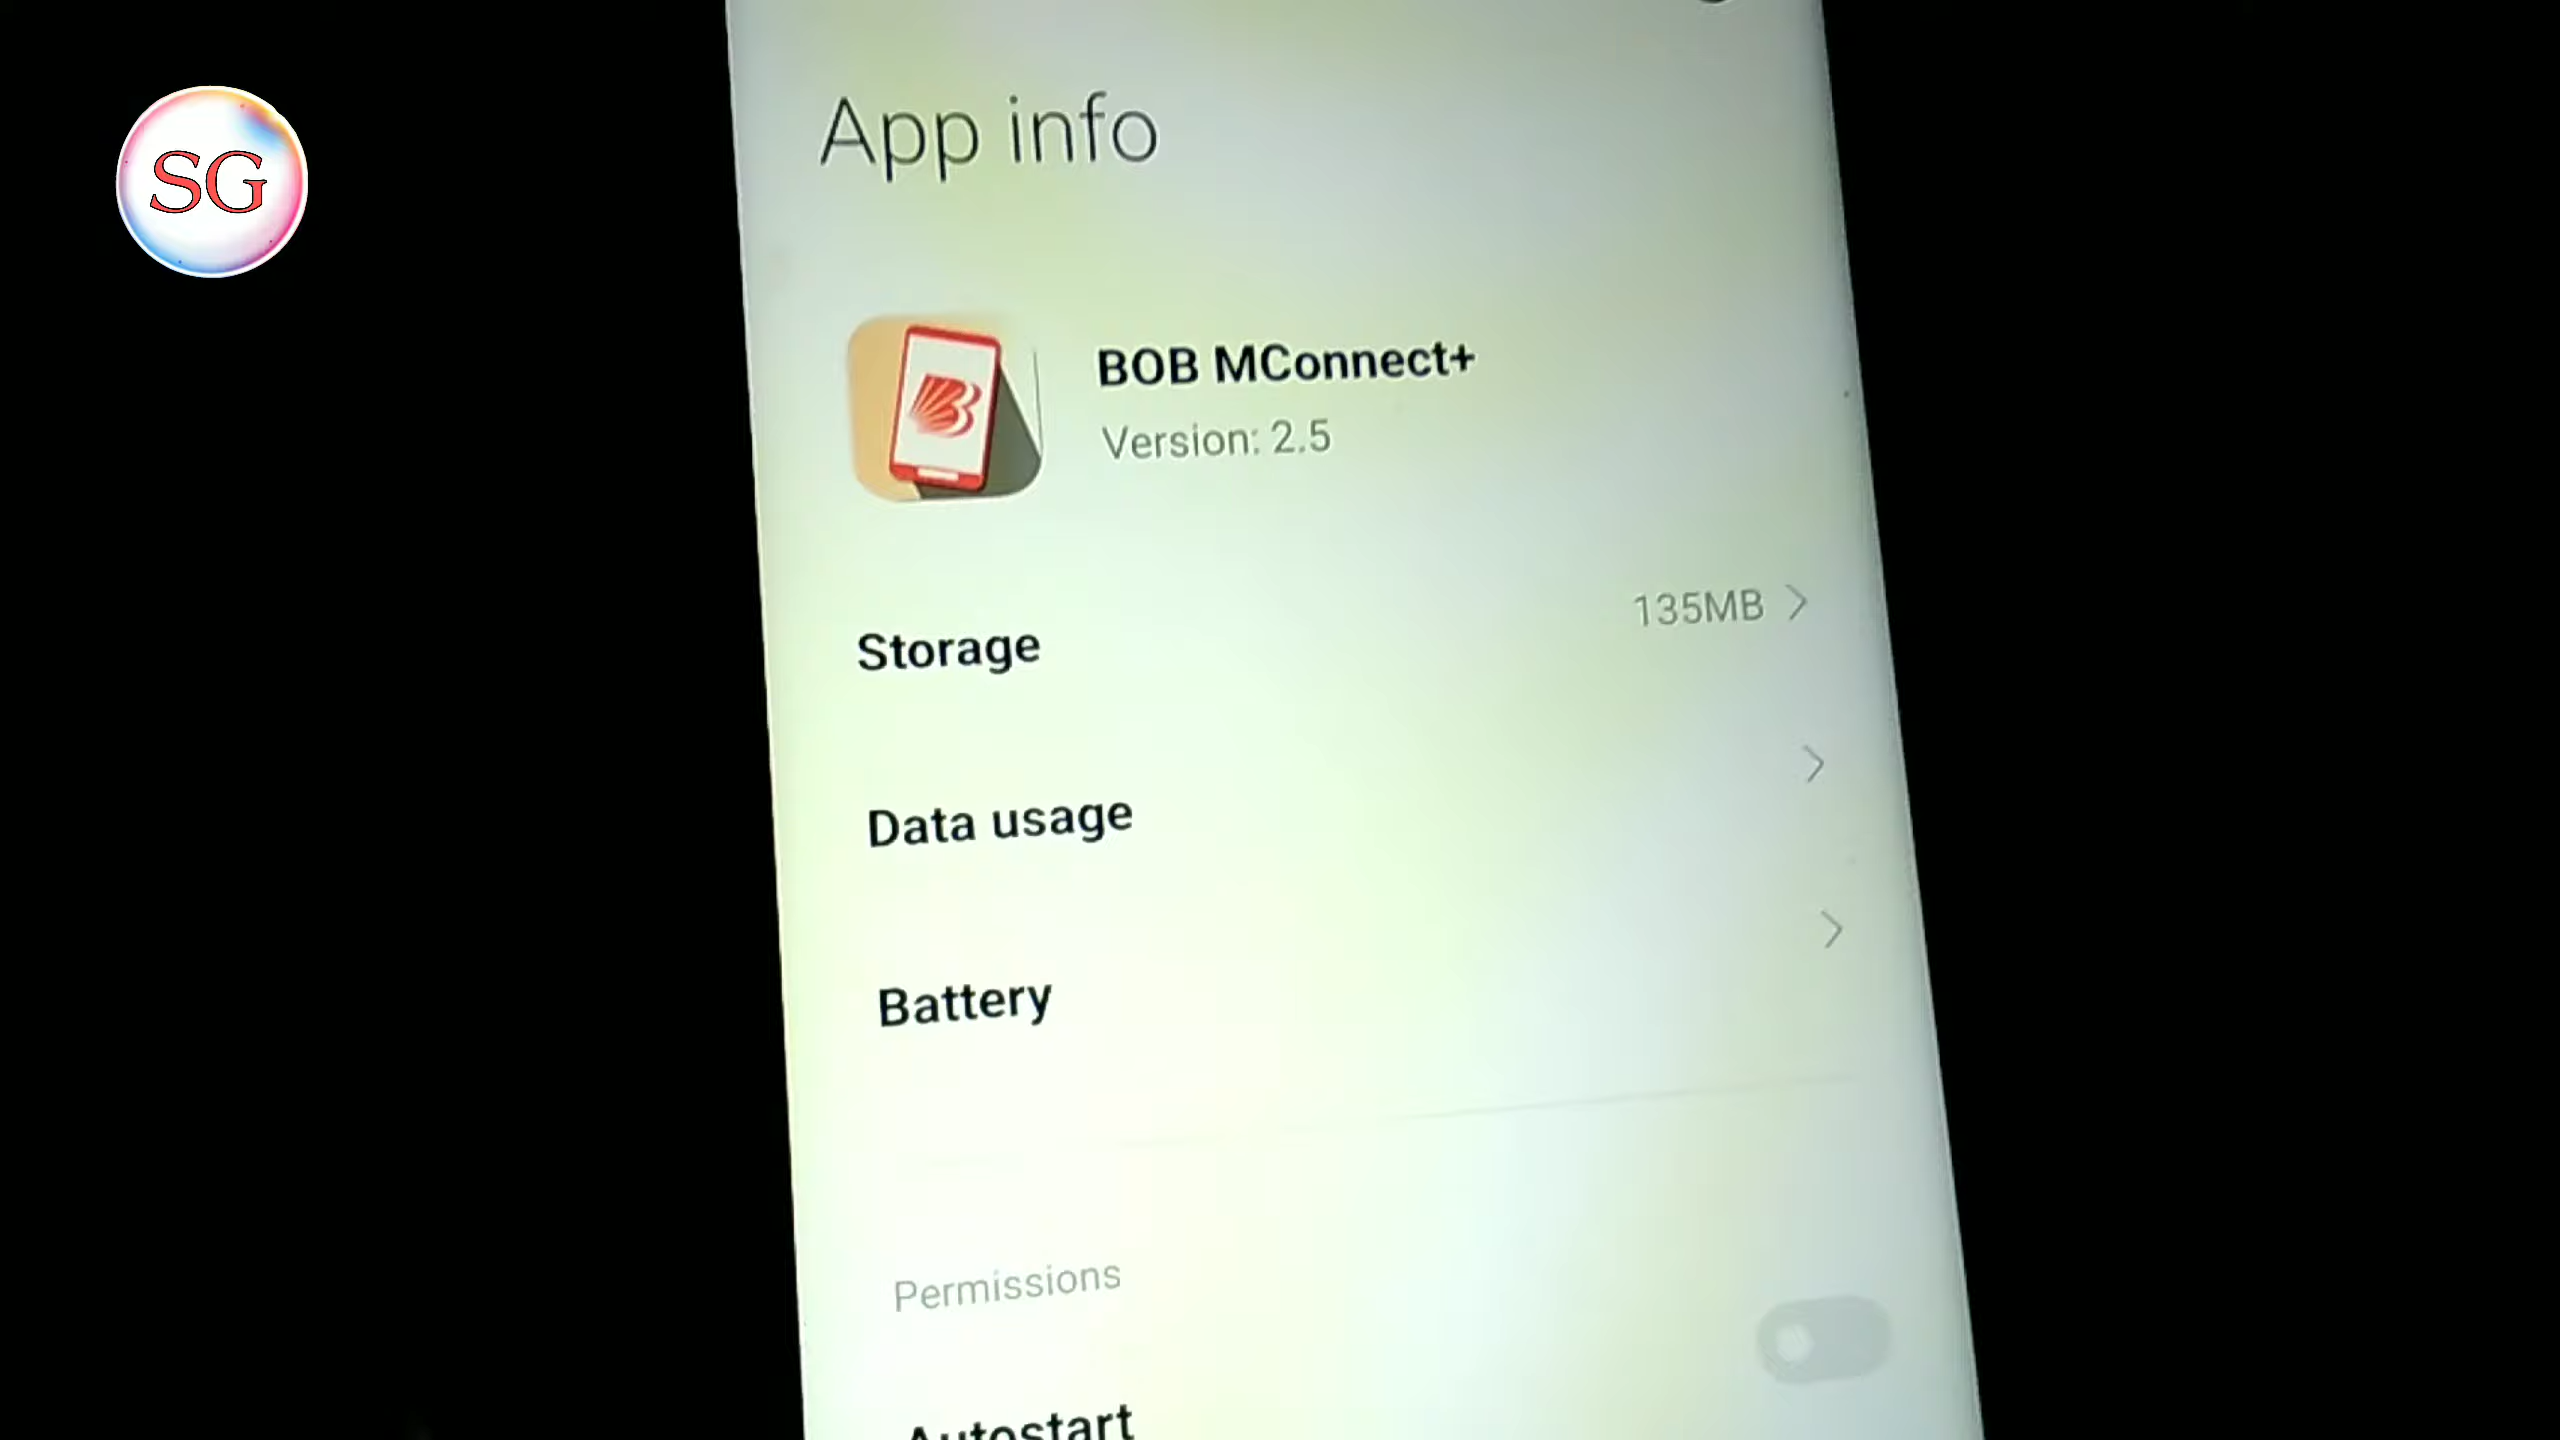 SG
App info
BOB MConnect+
Version: 2.5
Storage
135MB
Data usage
Battery
Permissions
Autostart